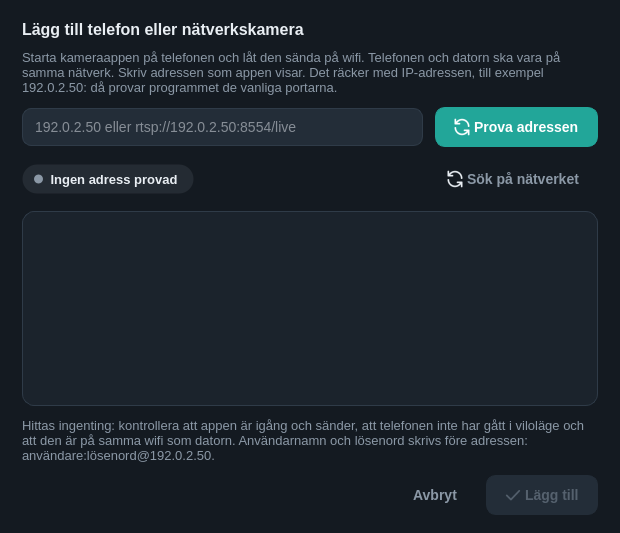 Lägg till telefon eller nätverkskamera
Starta kameraappen på telefonen och låt den sända på wifi. Telefonen och datorn ska vara på
samma nätverk. Skriv adressen som appen visar. Det räcker med IP-adressen, till exempel
192.0.2.50: då provar programmet de vanliga portarna.
192.0.2.50 eller rtsp://192.0.2.50:8554/live
Prova adressen
Ingen adress provad
Sök på nätverket
Hittas ingenting: kontrollera att appen är igång och sänder, att telefonen inte har gått i viloläge och
att den är på samma wifi som datorn. Användarnamn och lösenord skrivs före adressen:
användare:lösenord@192.0.2.50.
Avbryt
Lägg till